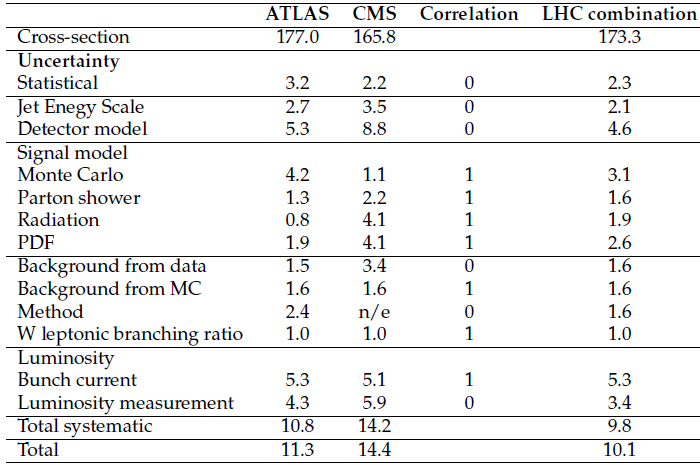 ATLAS CMS Correlation LHC combination
Cross-section 177.0 165.8 173.3
Uncertainty
Statistical 3.2 2.2 0 2.3
Jet Enegy Scale 2.7 3.5 0 2.1
Detector model 5.3 8.8 0 4.6
Signal model
Monte Carlo 4.2 1.1 1 3.1
Parton shower 1.3 2.2 1 1.6
Radiation 0.8 4.1 1 1.9
PDF 1.9 4.1 1 2.6
Background from data 1.5 3.4 0 1.6
Background from MC 1.6 1.6 1 1.6
Method 2.4 n/e 0 1.6
W leptonic branching ratio 1.0 1.0 1 1.0
Luminosity
Bunch current 5.3 5.1 1 5.3
Luminosity measurement 4.3 5.9 0 3.4
Total systematic 10.8 14.2 9.8
Total 11.3 14.4 10.1